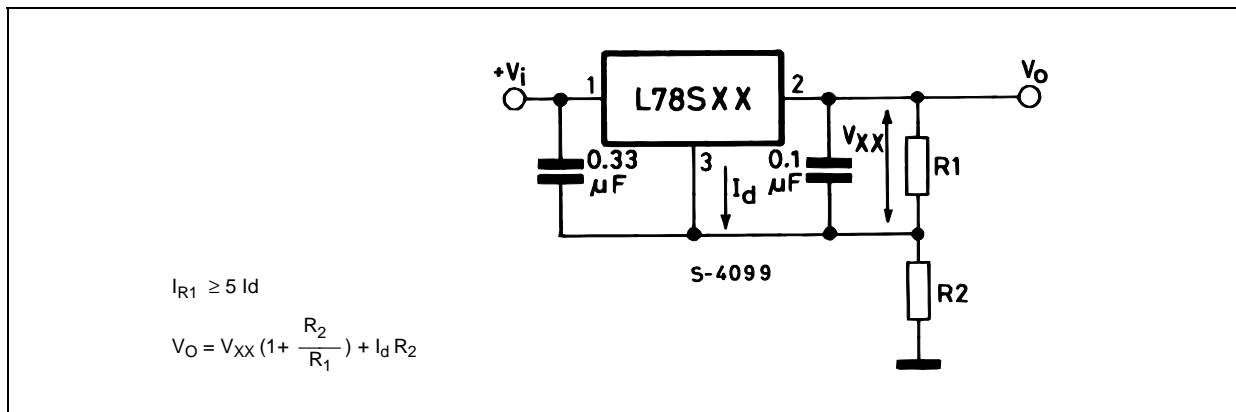 +Vi
1
L78SXX
2
Vo
0.33
µF
3
Id
0.1
µF
VXX
R1
S-4099
R2
IR1 ≥ 5 Id
VO = VXX (1+ R2 / R1 ) + Id R2